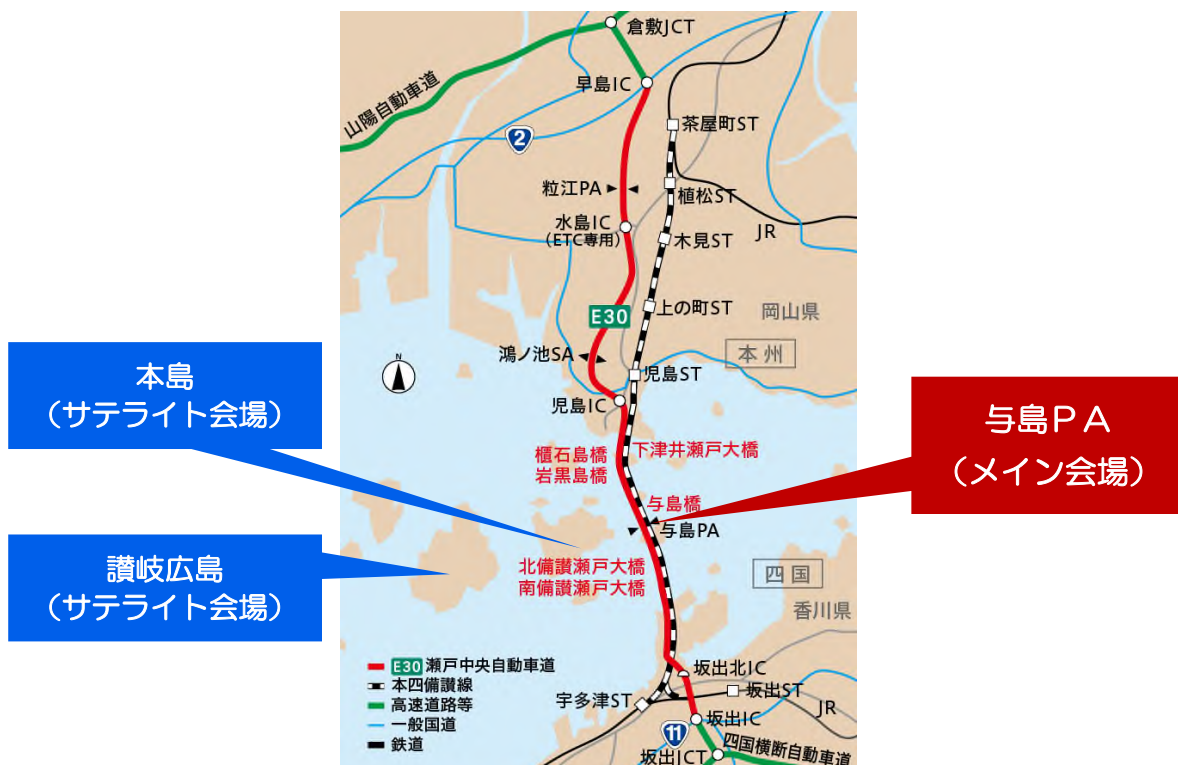 倉敷JCT
早島IC
山陽自動車道
2
茶屋町ST
粒江PA
植松ST
水島IC
(ETC専用)
木見ST
JR
E30
上の町ST
岡山県
本州
鴻ノ池SA
N
児島ST
児島IC
本島
(サテライト会場)
与島PA
(メイン会場)
櫃石島橋
岩黒島橋
下津井瀬戸大橋
与島橋
与島PA
讃岐広島
(サテライト会場)
北備讃瀬戸大橋
南備讃瀬戸大橋
四国
香川県
E30 瀬戸中央自動車道
本四備讃線
高速道路等
一般国道
鉄道
坂出北IC
宇多津ST
坂出ST
JR
坂出IC
11
四国横断自動車道
坂出JCT